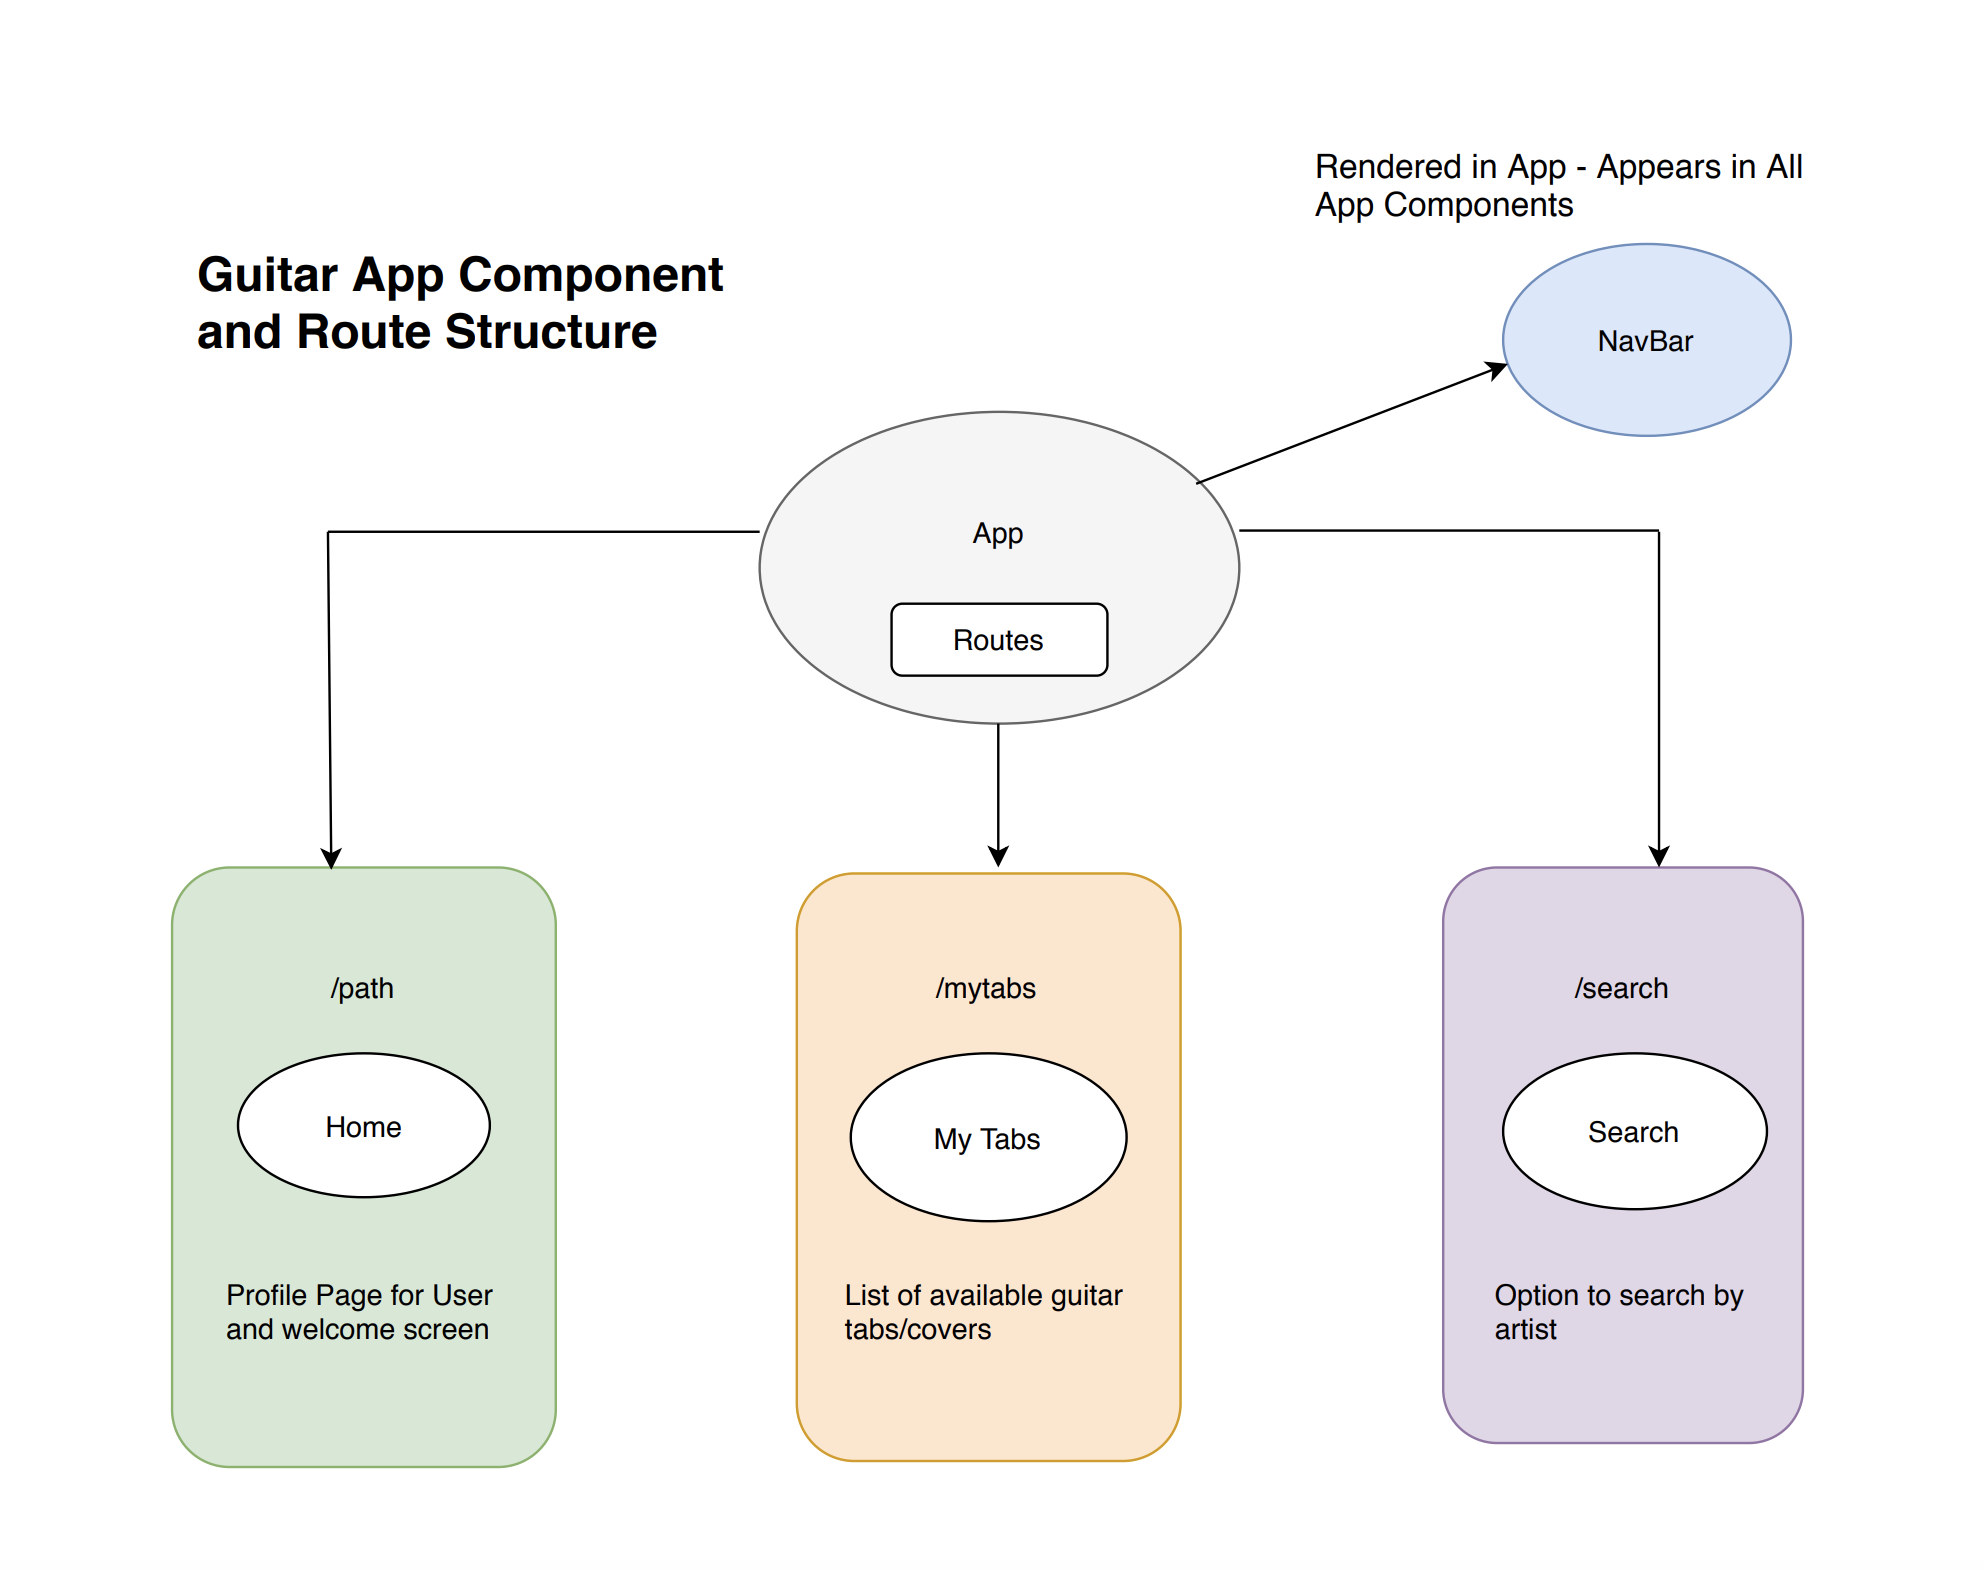 Rendered in App - Appears in All
App Components
Guitar App Component
and Route Structure
NavBar
App
Routes
/path
Home
Profile Page for User
and welcome screen
/mytabs
My Tabs
List of available guitar
tabs/covers
/search
Search
Option to search by
artist